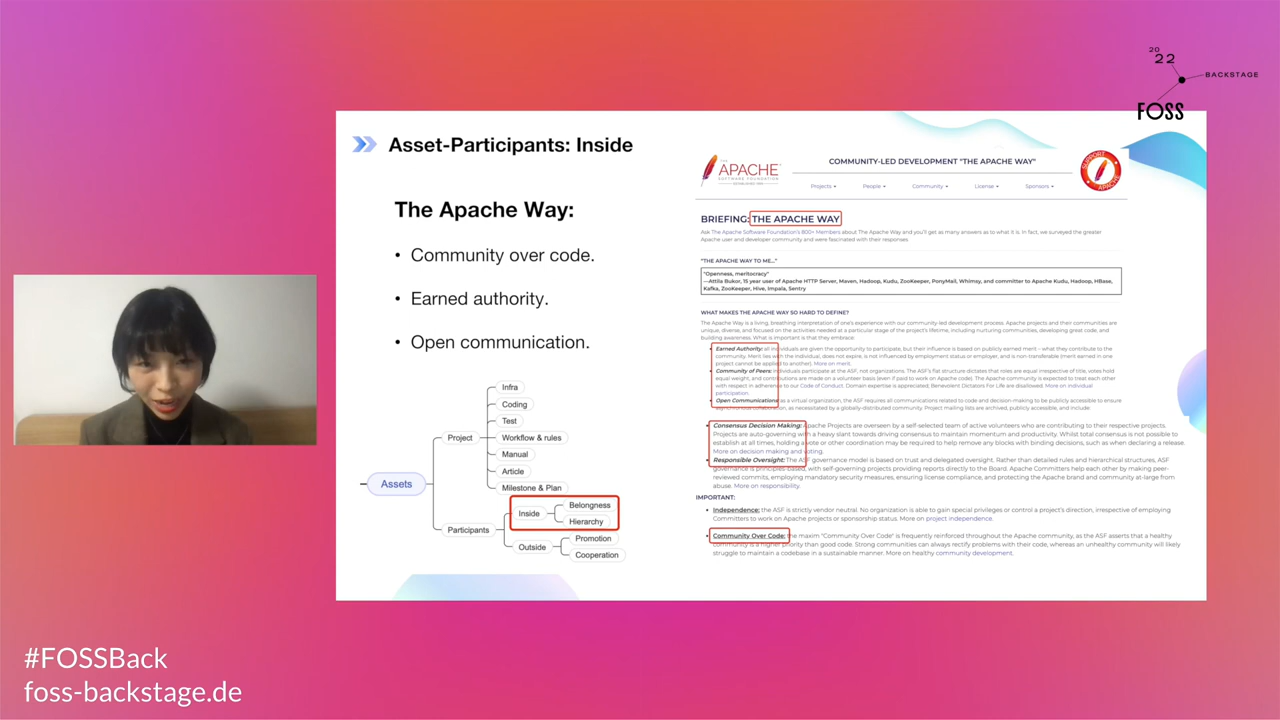 20
22
BACKSTAGE
FOSS
Asset-Participants: Inside
The Apache Way:
• Community over code.
• Earned authority.
• Open communication.
Assets
Project
Infra
Coding
Test
Workflow & rules
Manual
Article
Milestone & Plan
Participants
Inside
Belongness
Hierarchy
Outside
Promotion
Cooperation
THE
APACHE
SOFTWARE FOUNDATION
COMMUNITY-LED DEVELOPMENT "THE APACHE WAY"
SUPPORT
APACHE
Projects
People
Community
License
Sponsors
BRIEFING: THE APACHE WAY
Ask The Apache Software Foundation's 800+ Members about The Apache Way and you'll get as many answers as to what it is. In fact, we surveyed the greater
Apache user and developer community and were fascinated with their responses.
"THE APACHE WAY TO ME..."
"Openness, meritocracy"
—Attila Bukor, 15 year user of Apache HTTP Server, Maven, Hadoop, Kudu, ZooKeeper, PonyMail, Whimsy, and committer to Apache Kudu, Hadoop, HBase,
Kafka, ZooKeeper, Hive, Impala, Sentry
WHAT MAKES THE APACHE WAY SO HARD TO DEFINE?
The Apache Way is a living, breathing interpretation of one's experience with our community-led development process. Apache projects and their communities are
unique, diverse, and focused on the activities needed at a particular stage of the project's lifetime, including nurturing communities, developing great code, and
building awareness. What is important is that they embrace:
• Earned Authority: all individuals are given the opportunity to participate, but their influence is based on publicly earned merit – what they contribute to the
community. Merit lies with the individual, does not expire, is not influenced by employment status or employer, and is non-transferable (merit earned in one
project cannot be applied to another). More on merit.
• Community of Peers: individuals participate at the ASF, not organizations. The ASF's flat structure dictates that roles are equal irrespective of title, votes hold
equal weight, and contributions are made on a volunteer basis (even if paid to work on Apache code). The Apache community is expected to treat each other
with respect in adherence to our Code of Conduct. Domain expertise is appreciated; Benevolent Dictators For Life are disallowed. More on individual
participation.
• Open Communications: as a virtual organization, the ASF requires all communications related to code and decision-making to be publicly accessible to ensure
asynchronous collaboration, as necessitated by a globally-distributed community. Project mailing lists are archived, publicly accessible, and include:
• Consensus Decision Making: Apache Projects are overseen by a self-selected team of active volunteers who are contributing to their respective projects.
Projects are auto-governing with a heavy slant towards driving consensus to maintain momentum and productivity. Whilst total consensus is not possible to
establish at all times, holding a vote or other coordination may be required to help remove any blocks with binding decisions, such as when declaring a release.
More on decision making and voting.
• Responsible Oversight: The ASF governance model is based on trust and delegated oversight. Rather than detailed rules and hierarchical structures, ASF
governance is principles-based, with self-governing projects providing reports directly to the Board. Apache Committers help each other by making peer-
reviewed commits, employing mandatory security measures, ensuring license compliance, and protecting the Apache brand and community at-large from
abuse. More on responsibility.
IMPORTANT:
• Independence: the ASF is strictly vendor neutral. No organization is able to gain special privileges or control a project's direction, irrespective of employing
Committers to work on Apache projects or sponsorship status. More on project independence.
• Community Over Code: the maxim "Community Over Code" is frequently reinforced throughout the Apache community, as the ASF asserts that a healthy
community is a higher priority than good code. Strong communities can always rectify problems with their code, whereas an unhealthy community will likely
struggle to maintain a codebase in a sustainable manner. More on healthy community development.
#FOSSBack
foss-backstage.de